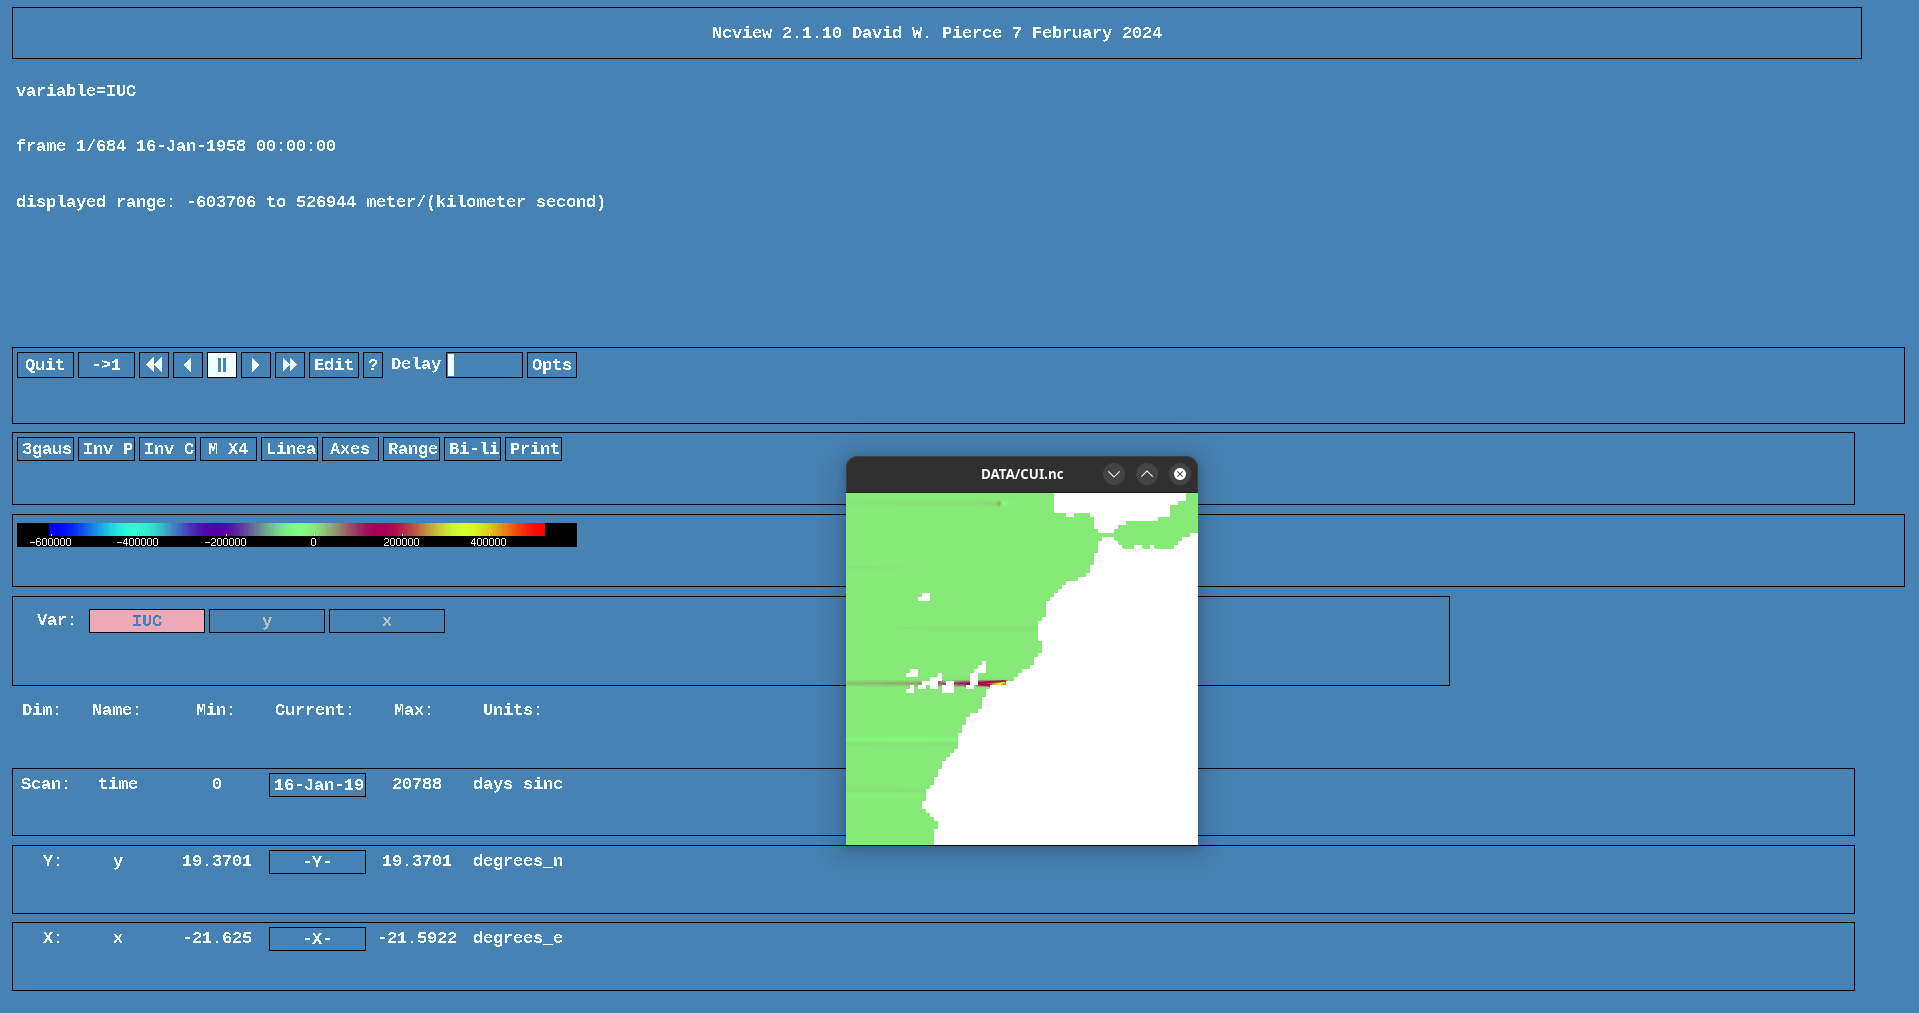 Ncview 2.1.10 David W. Pierce 7 February 2024
variable=IUC
frame 1/684 16-Jan-1958 00:00:00
displayed range: -603706 to 526944 meter/(kilometer second)
Quit ->1 Edit ? Delay Opts
3gaus Inv P Inv C M X4 Linea Axes Range Bi-li Print
DATA/CUI.nc
-600000 -400000 -200000 0 200000 400000
Var: IUC y x
Dim: Name: Min: Current: Max: Units:
Scan: time 0 16-Jan-19 20788 days sinc
Y: y 19.3701 -Y- 19.3701 degrees_n
X: x -21.625 -X- -21.5922 degrees_e